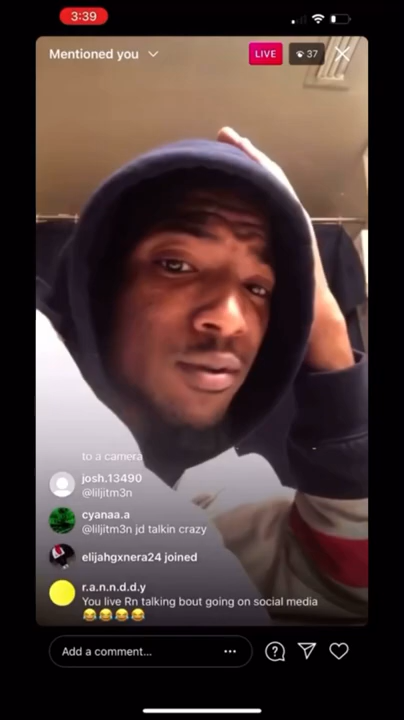 3:39
Mentioned you
LIVE
37
to a camera
josh.13490
@liljitm3n
cyanaa.a
@liljitm3n jd talkin crazy
elijahgxnera24 joined
r.a.n.n.d.d.y
You live Rn talking bout going on social media
😂😂😂😂
Add a comment...